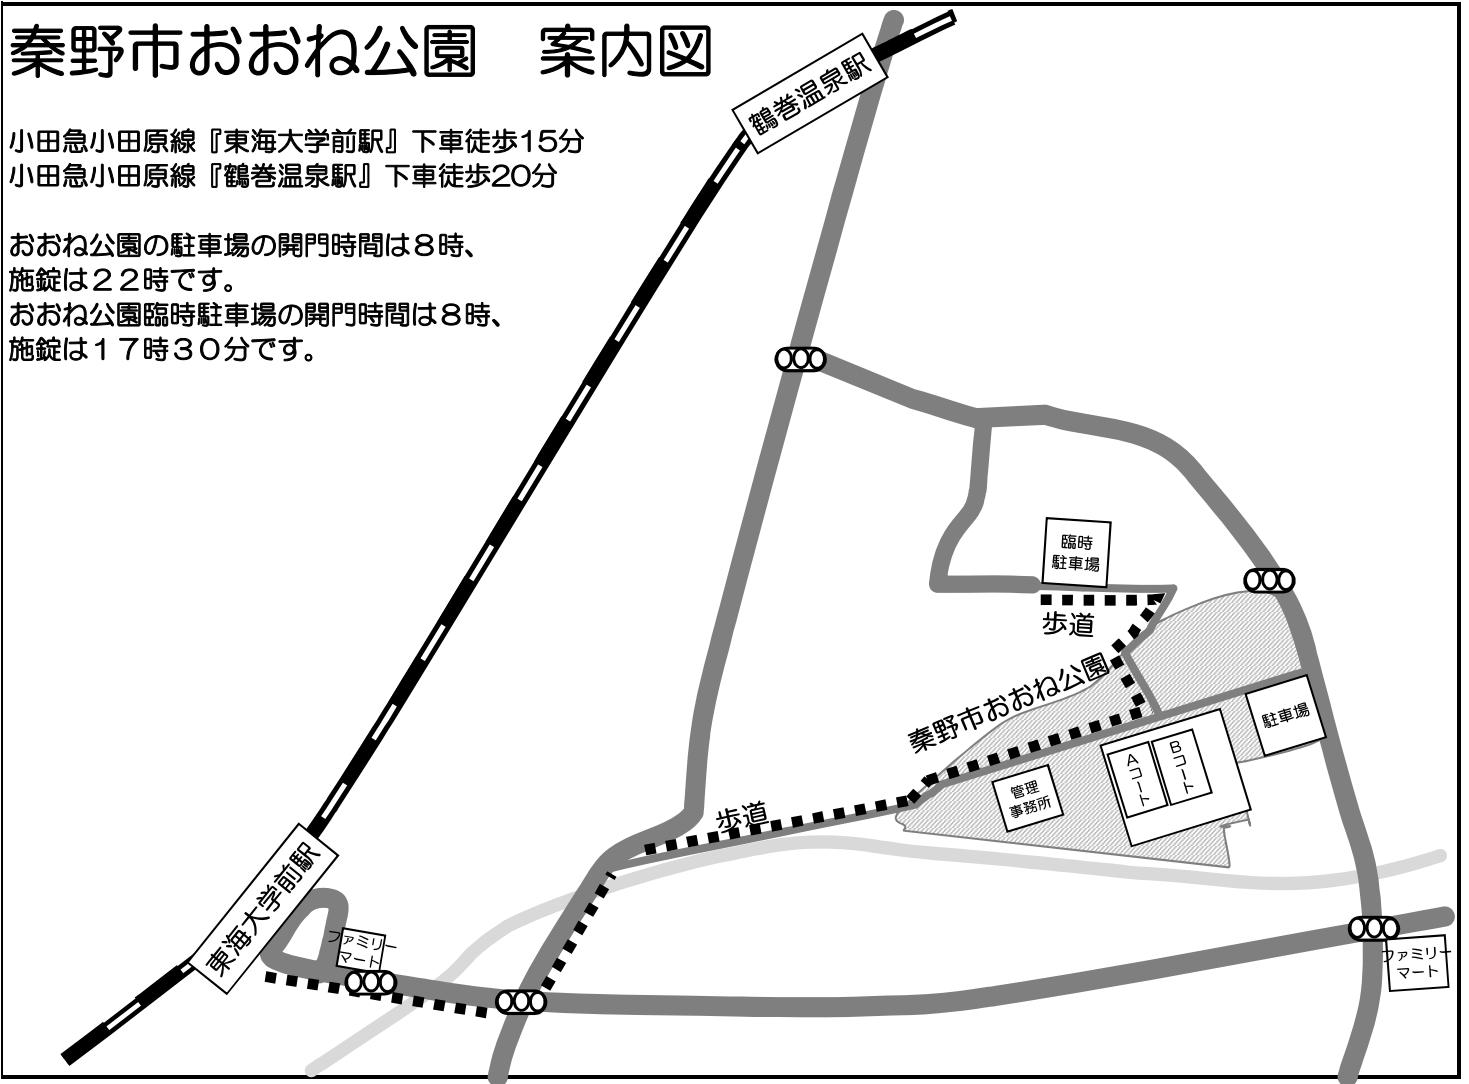 秦野市おおね公園　案内図
小田急小田原線『東海大学前駅』下車徒歩15分
小田急小田原線『鶴巻温泉駅』下車徒歩20分
おおね公園の駐車場の開門時間は８時、
施錠は２２時です。
おおね公園臨時駐車場の開門時間は８時、
施錠は１７時３０分です。
鶴巻温泉駅
臨時
駐車場
歩道
秦野市おおね公園
駐車場
Aコート
Bコート
管理
事務所
歩道
東海大学前駅
ファミリー
マート
ファミリー
マート